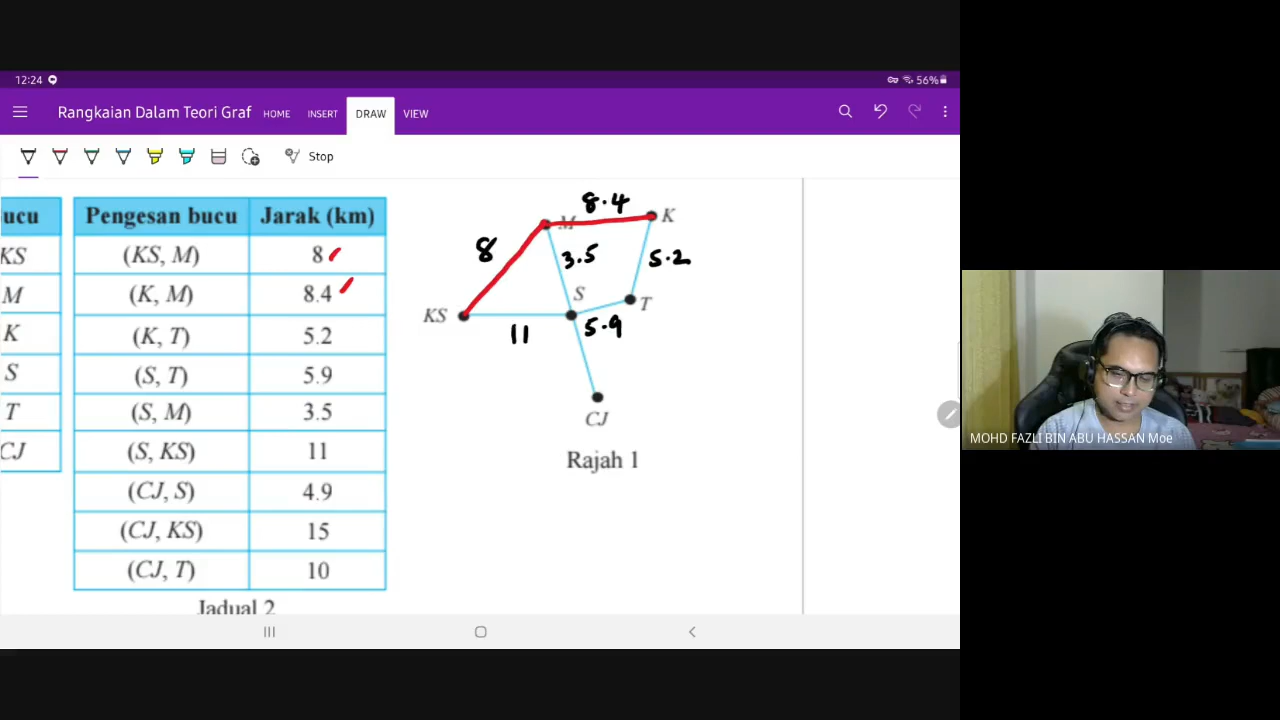 12:24 56%
Rangkaian Dalam Teori Graf HOME INSERT DRAW VIEW
Stop
ucu Pengesan bucu Jarak (km)
KS (KS, M) 8
M (K, M) 8.4
K (K, T) 5.2
S (S, T) 5.9
T (S, M) 3.5
CJ (S, KS) 11
(CJ, S) 4.9
(CJ, KS) 15
(CJ, T) 10
Jadual 2
8.4
M K
8 3.5 5.2
S T
KS
11 5.9
CJ
Rajah 1
MOHD FAZLI BIN ABU HASSAN Moe